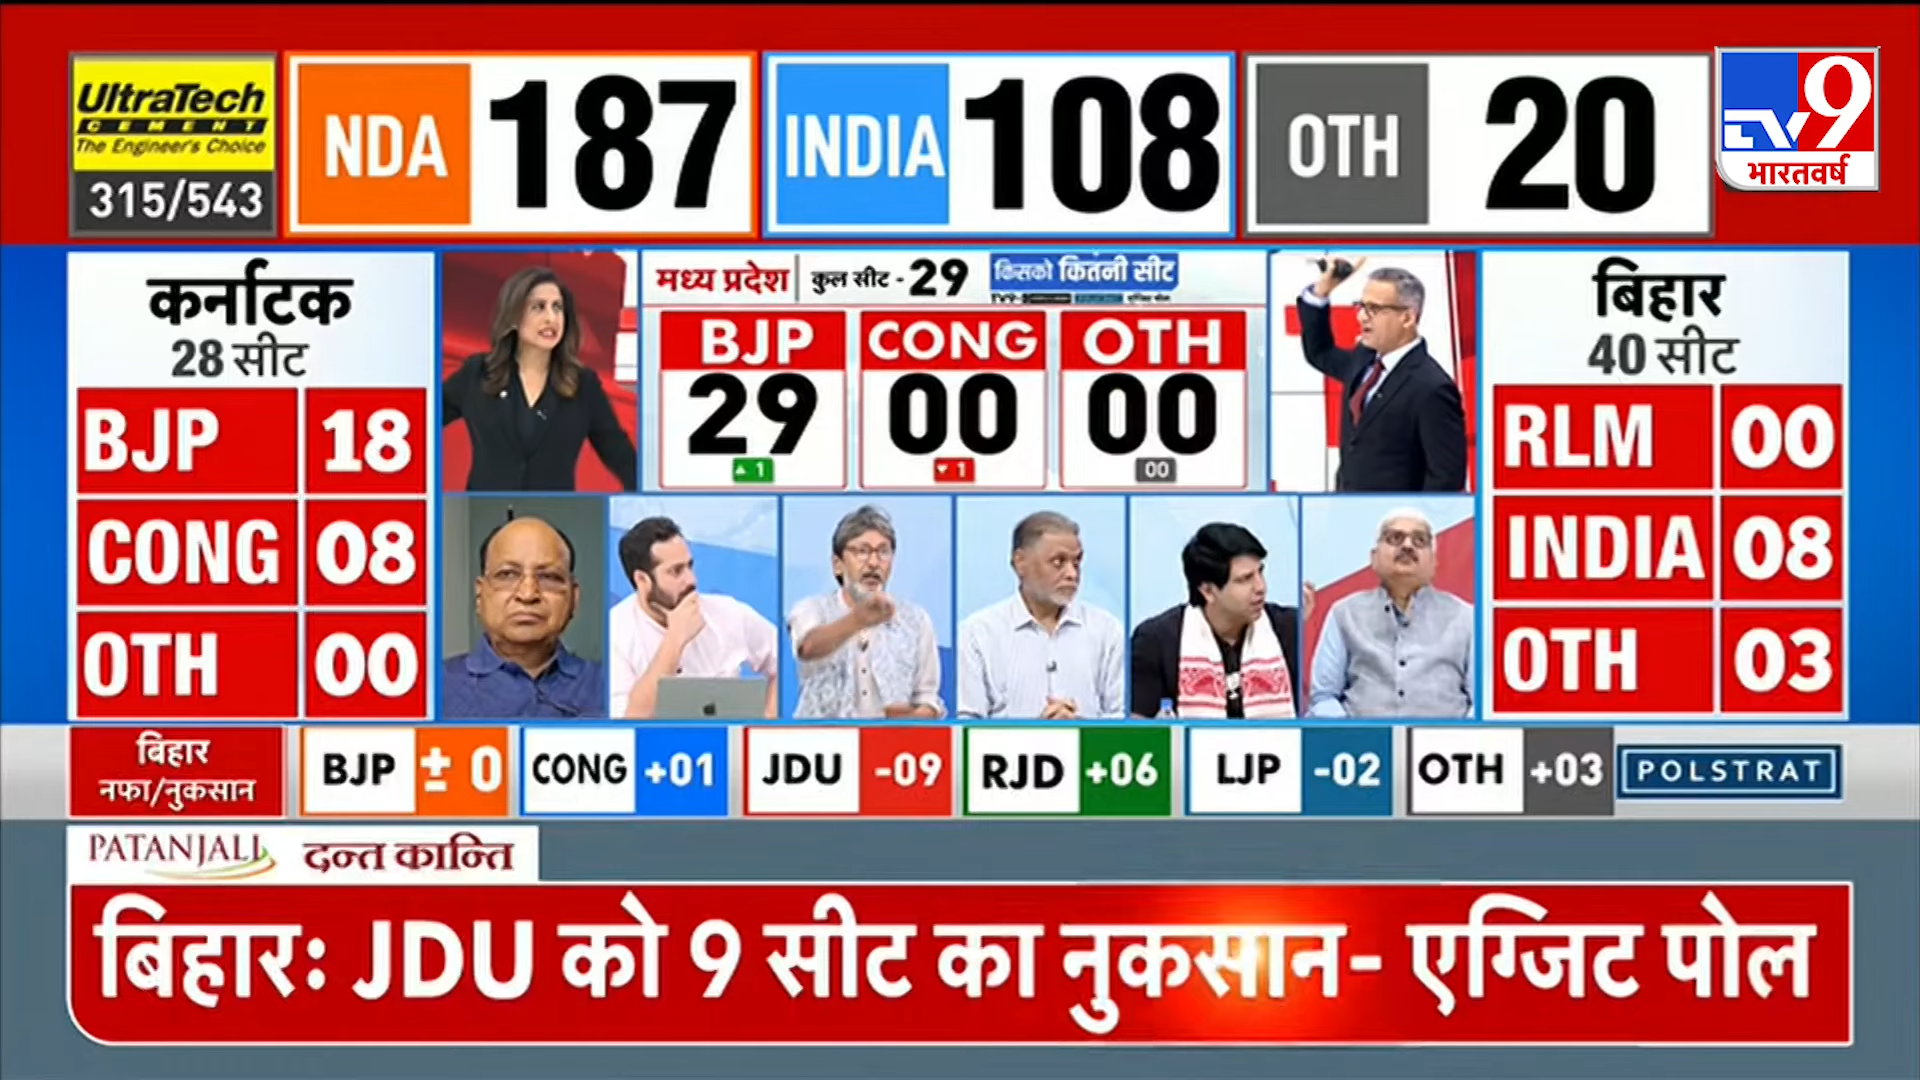 UltraTech
CEMENT
The Engineer's Choice
315/543
NDA 187
INDIA 108
OTH 20
TV9
भारतवर्ष
कर्नाटक
28 सीट
BJP 18
CONG 08
OTH 00
मध्य प्रदेश कुल सीट - 29 किसको कितनी सीट
BJP CONG OTH
29 00 00
▲ 1 ▼ 1 00
बिहार
40 सीट
RLM 00
INDIA 08
OTH 03
बिहार
नफा/नुकसान
BJP ± 0 CONG +01 JDU -09 RJD +06 LJP -02 OTH +03 POLSTRAT
PATANJALI दन्त कान्ति
बिहार: JDU को 9 सीट का नुकसान- एग्जिट पोल